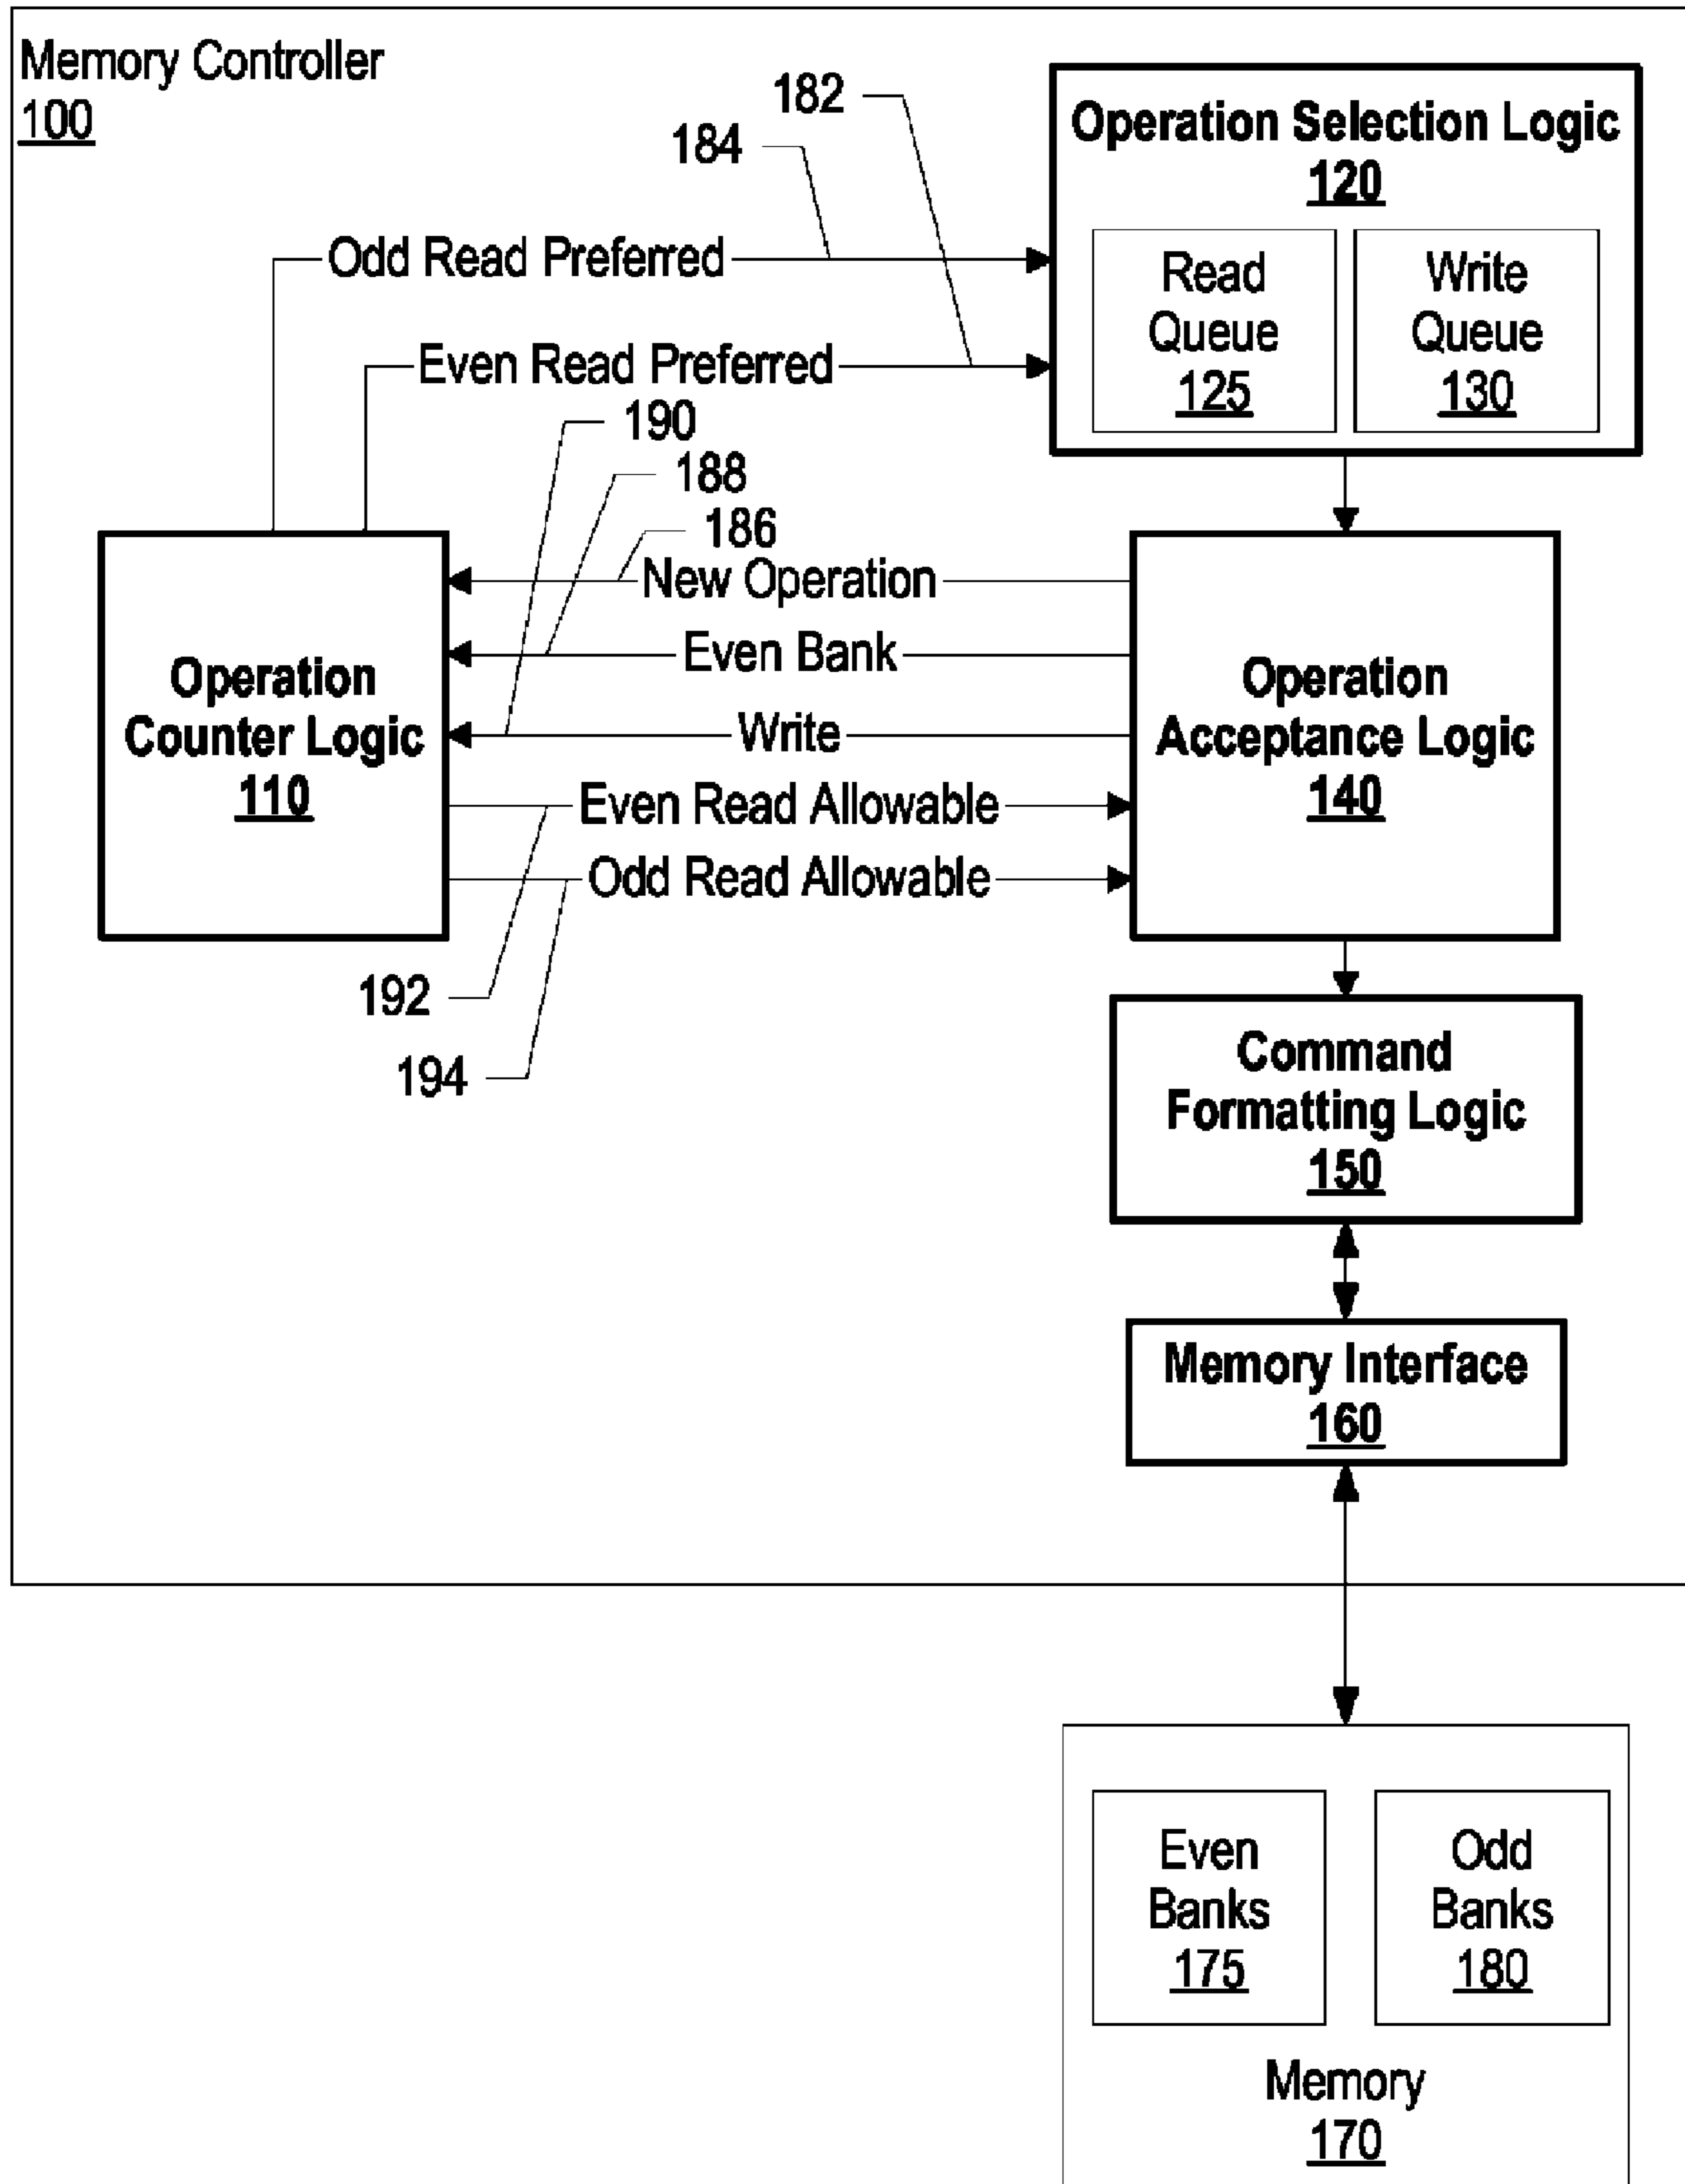 Memory Controller
100
182
184
Operation Selection Logic
120
Odd Read Preferred
Read
Queue
125
Write
Queue
130
Even Read Preferred
190
188
186
New Operation
Even Bank
Write
Even Read Allowable
Odd Read Allowable
Operation
Counter Logic
110
Operation
Acceptance Logic
140
192
194
Command
Formatting Logic
150
Memory Interface
160
Even
Banks
175
Odd
Banks
180
Memory
170